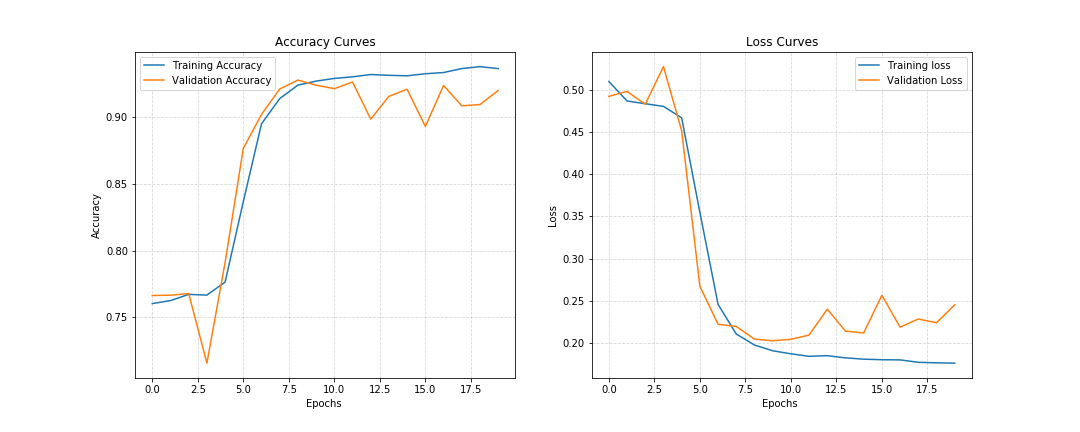 Accuracy Curves
Training Accuracy
Validation Accuracy
0.90
0.85
0.80
0.75
Accuracy
0.0 2.5 5.0 7.5 10.0 12.5 15.0 17.5
Epochs
Loss Curves
Training loss
Validation Loss
0.50
0.45
0.40
0.35
0.30
0.25
0.20
Loss
0.0 2.5 5.0 7.5 10.0 12.5 15.0 17.5
Epochs